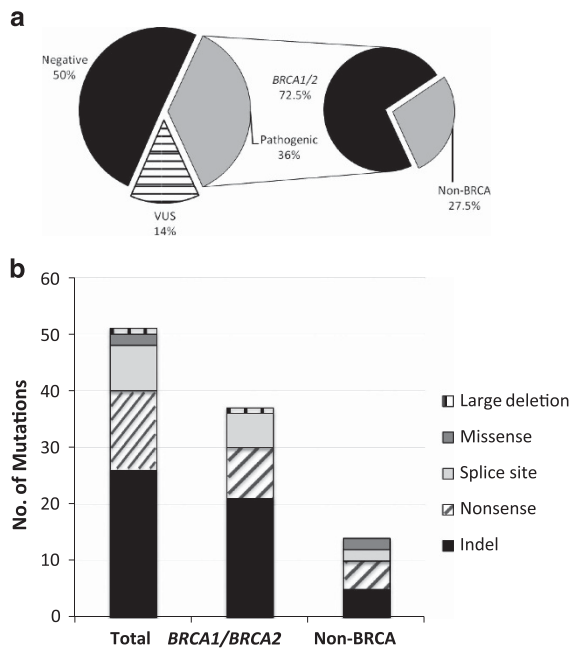 a
Negative
50%
Pathogenic
36%
VUS
14%
BRCA1/2
72.5%
Non-BRCA
27.5%
b
No. of Mutations
60
50
40
30
20
10
0
Total
BRCA1/BRCA2
Non-BRCA
Large deletion
Missense
Splice site
Nonsense
Indel